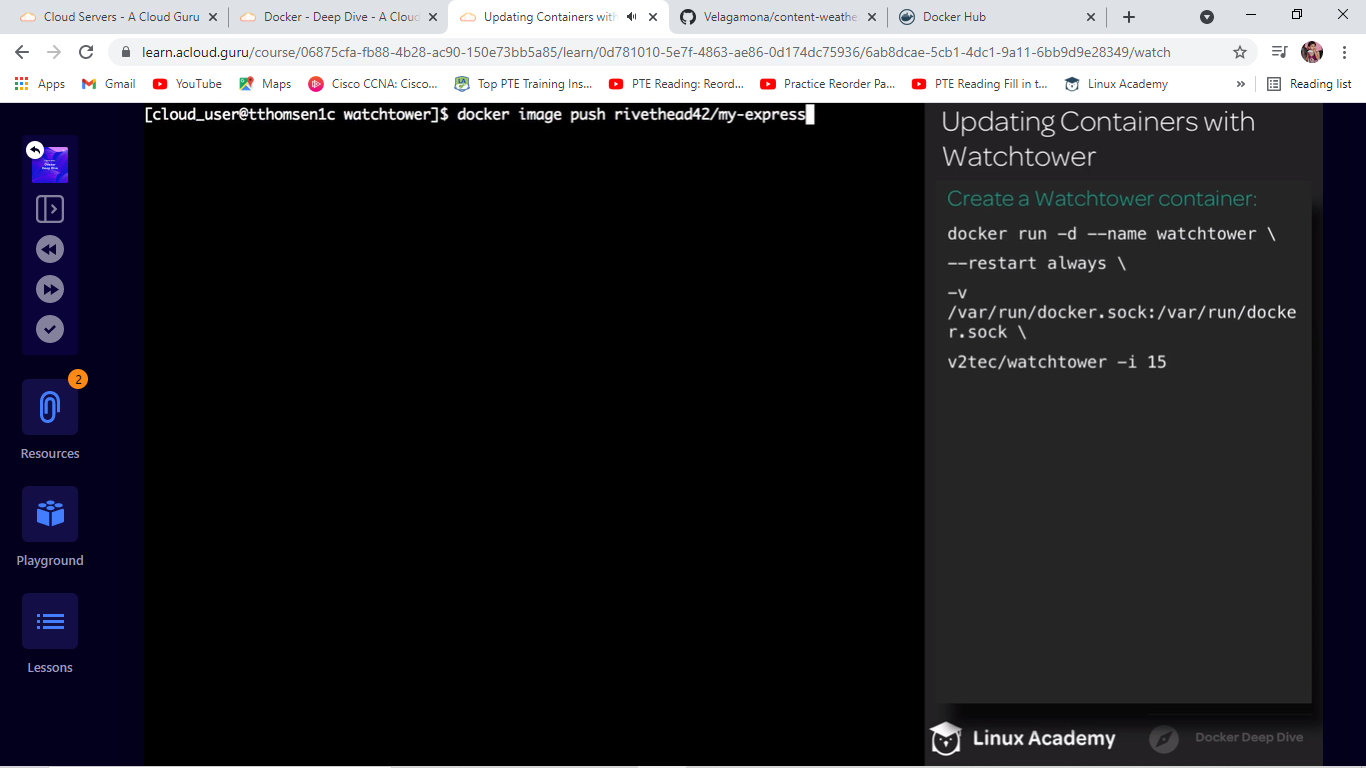 Cloud Servers - A Cloud Guru
Docker - Deep Dive - A Cloud
Updating Containers with
Velagamona/content-weathe
Docker Hub
learn.acloud.guru/course/06875cfa-fb88-4b28-ac90-150e73bb5a85/learn/0d781010-5e7f-4863-ae86-0d174dc75936/6ab8dcae-5cb1-4dc1-9a11-6bb9d9e28349/watch
Apps
Gmail
YouTube
Maps
Cisco CCNA: Cisco...
Top PTE Training Ins...
PTE Reading: Reord...
Practice Reorder Pa...
PTE Reading Fill in t...
Linux Academy
»
Reading list
[cloud_user@tthomsen1c watchtower]$ docker image push rivethead42/my-express
Docker
Deep Dive
2
Resources
Playground
Lessons
Updating Containers with
Watchtower
Create a Watchtower container:
docker run -d --name watchtower \
--restart always \
-v
/var/run/docker.sock:/var/run/docke
r.sock \
v2tec/watchtower -i 15
Linux Academy
Docker Deep Dive